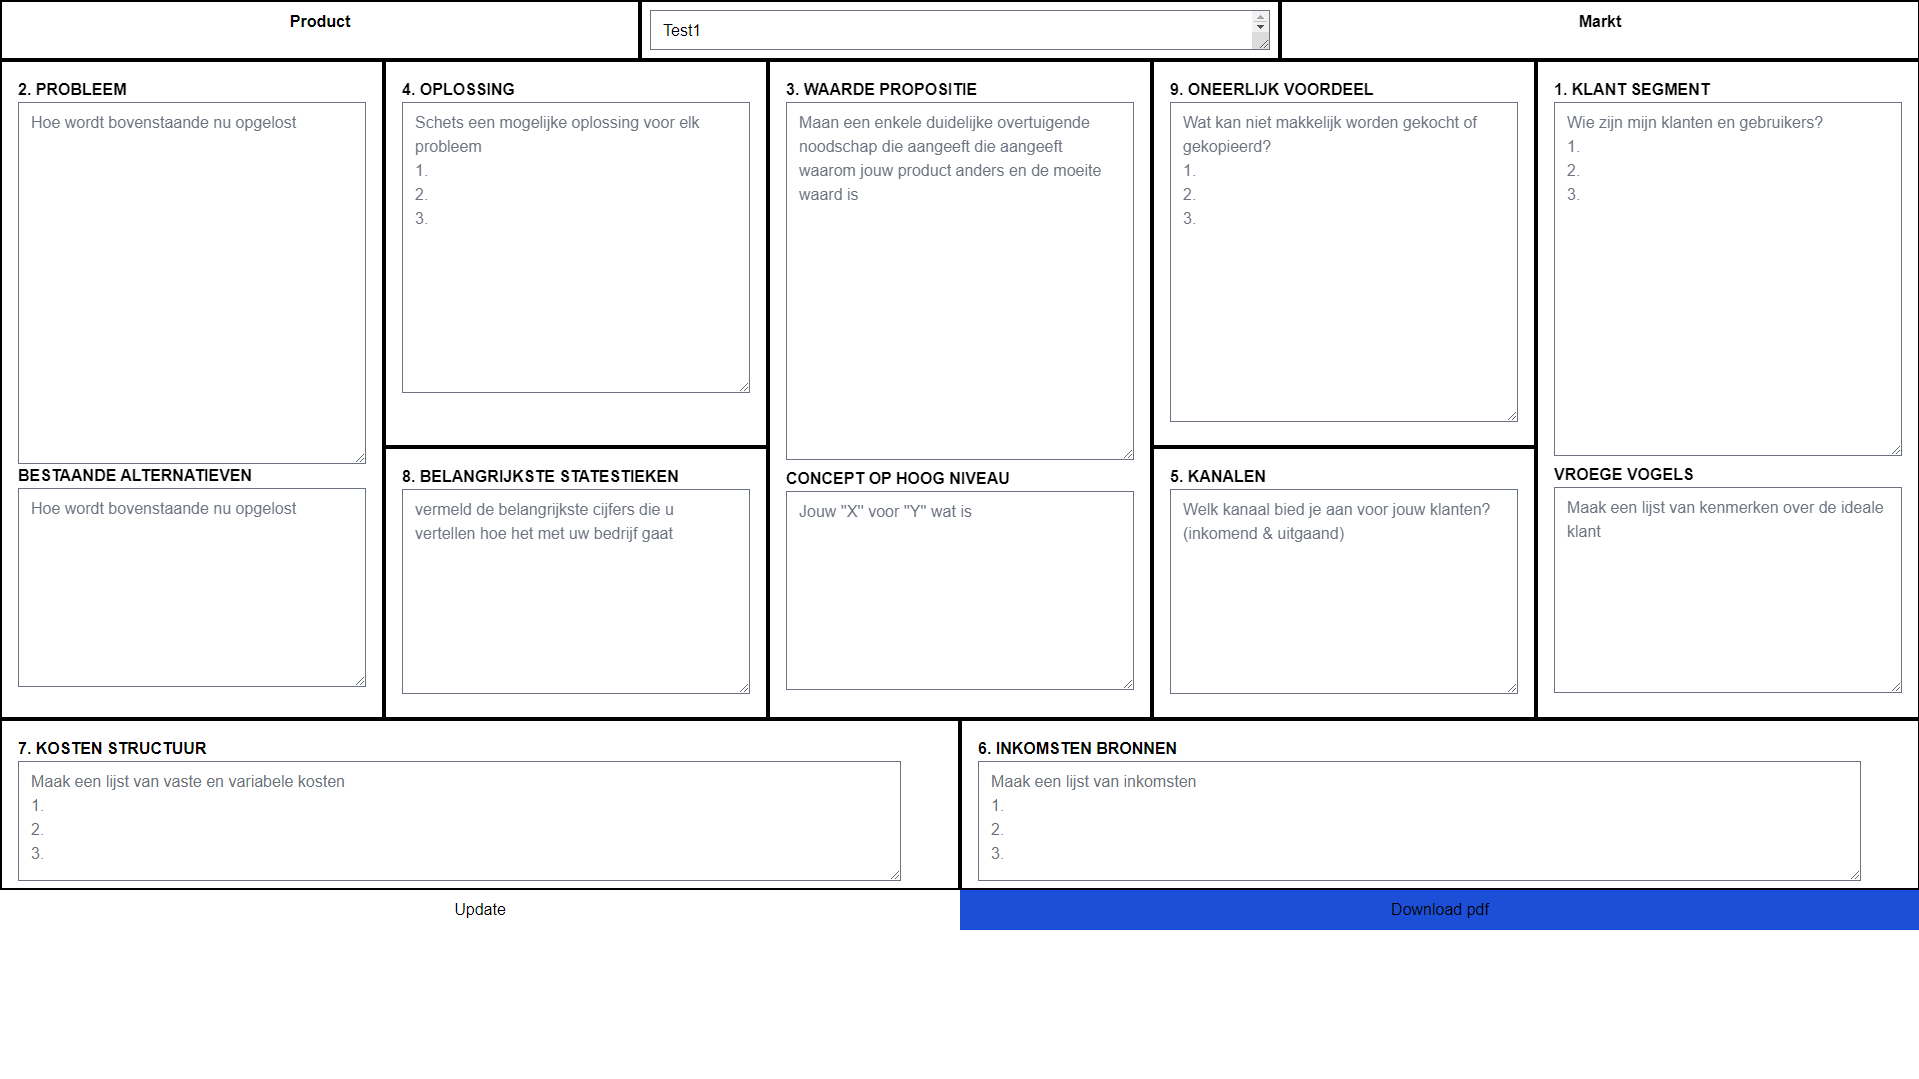 Product
Test1
Markt
2. PROBLEEM
Hoe wordt bovenstaande nu opgelost
BESTAANDE ALTERNATIEVEN
Hoe wordt bovenstaande nu opgelost
4. OPLOSSING
Schets een mogelijke oplossing voor elk
probleem
1.
2.
3.
8. BELANGRIJKSTE STATESTIEKEN
vermeld de belangrijkste cijfers die u
vertellen hoe het met uw bedrijf gaat
3. WAARDE PROPOSITIE
Maan een enkele duidelijke overtuigende
noodschap die aangeeft die aangeeft
waarom jouw product anders en de moeite
waard is
CONCEPT OP HOOG NIVEAU
Jouw "X" voor "Y" wat is
9. ONEERLIJK VOORDEEL
Wat kan niet makkelijk worden gekocht of
gekopieerd?
1.
2.
3.
5. KANALEN
Welk kanaal bied je aan voor jouw klanten?
(inkomend & uitgaand)
1. KLANT SEGMENT
Wie zijn mijn klanten en gebruikers?
1.
2.
3.
VROEGE VOGELS
Maak een lijst van kenmerken over de ideale
klant
7. KOSTEN STRUCTUUR
Maak een lijst van vaste en variabele kosten
1.
2.
3.
6. INKOMSTEN BRONNEN
Maak een lijst van inkomsten
1.
2.
3.
Update
Download pdf